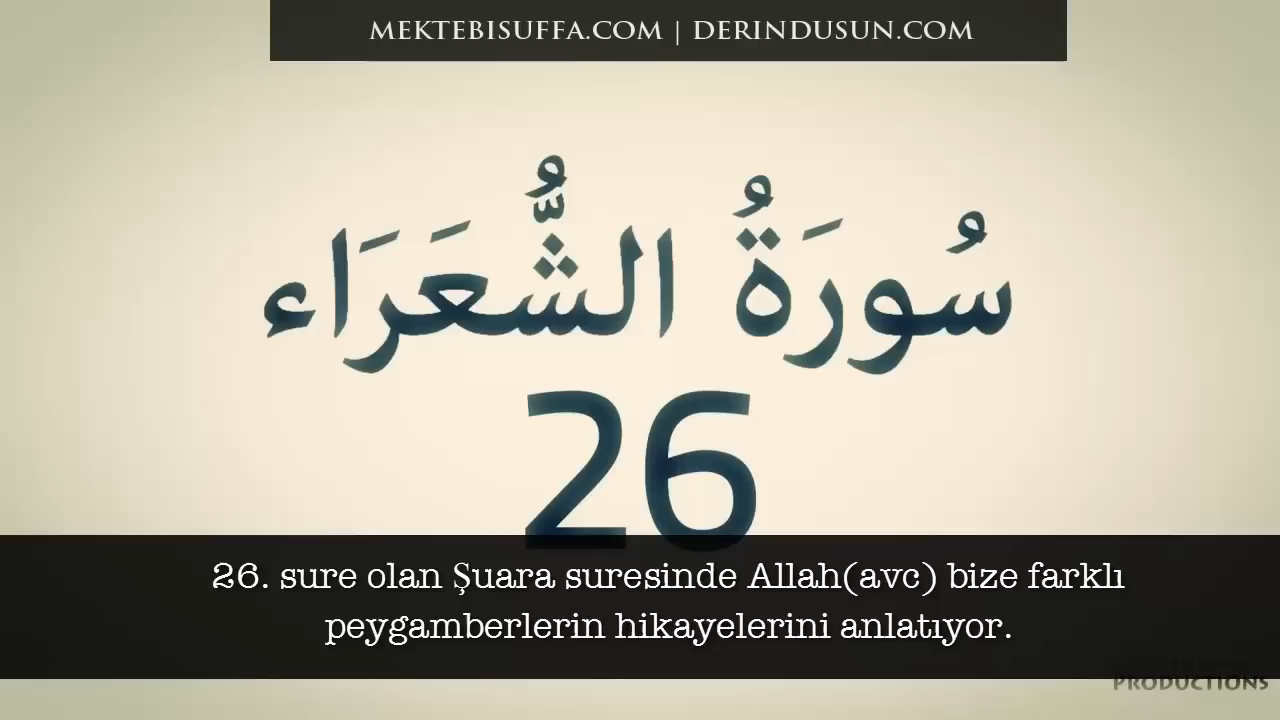 MEKTEBISUFFA.COM | DERINDUSUN.COM
سُورَةُ الشُّعَرَاء
26
26. sure olan Şuara suresinde Allah(avc) bize farklı
peygamberlerin hikayelerini anlatıyor.
PRODUCTIONS